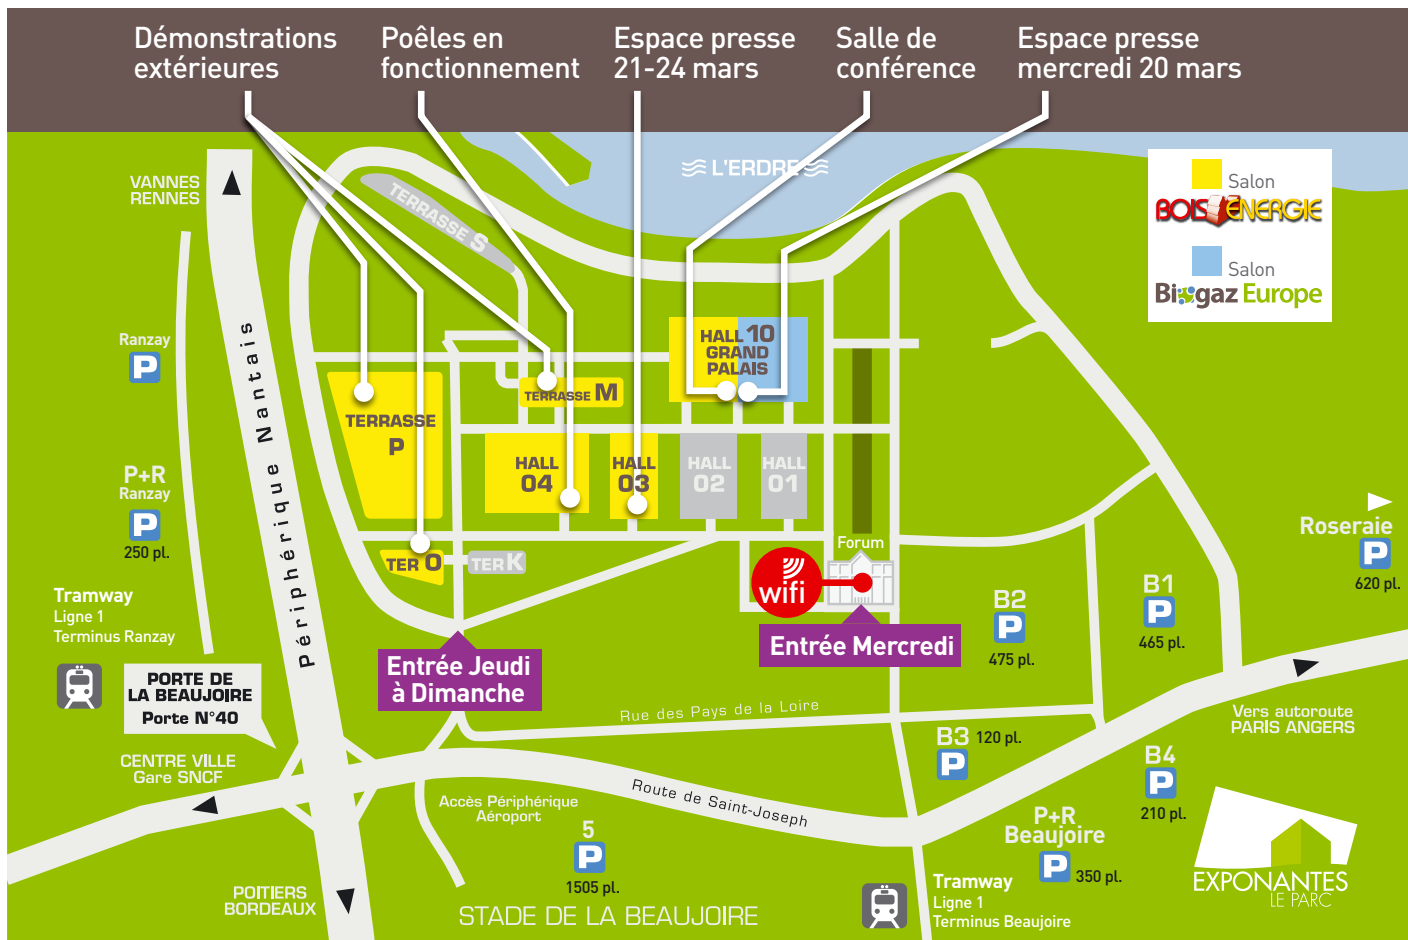 Démonstrations
extérieures
Poêles en
fonctionnement
Espace presse
21-24 mars
Salle de
conférence
Espace presse
mercredi 20 mars
L'ERDRE
VANNES
RENNES
TERRASSE S
Salon
BOIS ENERGIE
Salon
Biogaz Europe
Ranzay
P
Périphérique Nantais
HALL 10
GRAND
PALAIS
TERRASSE M
TERRASSE
P
HALL
04
HALL
03
HALL
02
HALL
01
P+R
Ranzay
P
250 pl.
Roseraie
P
620 pl.
Forum
TER O
TER K
wifi
Tramway
Ligne 1
Terminus Ranzay
B2
P
475 pl.
B1
P
465 pl.
Entrée Mercredi
Entrée Jeudi
à Dimanche
PORTE DE
LA BEAUJOIRE
Porte N°40
Rue des Pays de la Loire
Vers autoroute
PARIS ANGERS
B3 120 pl.
P
B4
P
210 pl.
CENTRE VILLE
Gare SNCF
Route de Saint-Joseph
Accès Périphérique
Aéroport
5
P
1505 pl.
P+R
Beaujoire
P 350 pl.
EXPONANTES
LE PARC
POITIERS
BORDEAUX
STADE DE LA BEAUJOIRE
Tramway
Ligne 1
Terminus Beaujoire